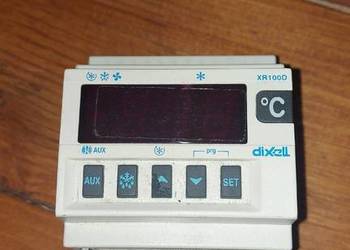 XR100D
°C
AUX
prg
dixell
AUX
SET